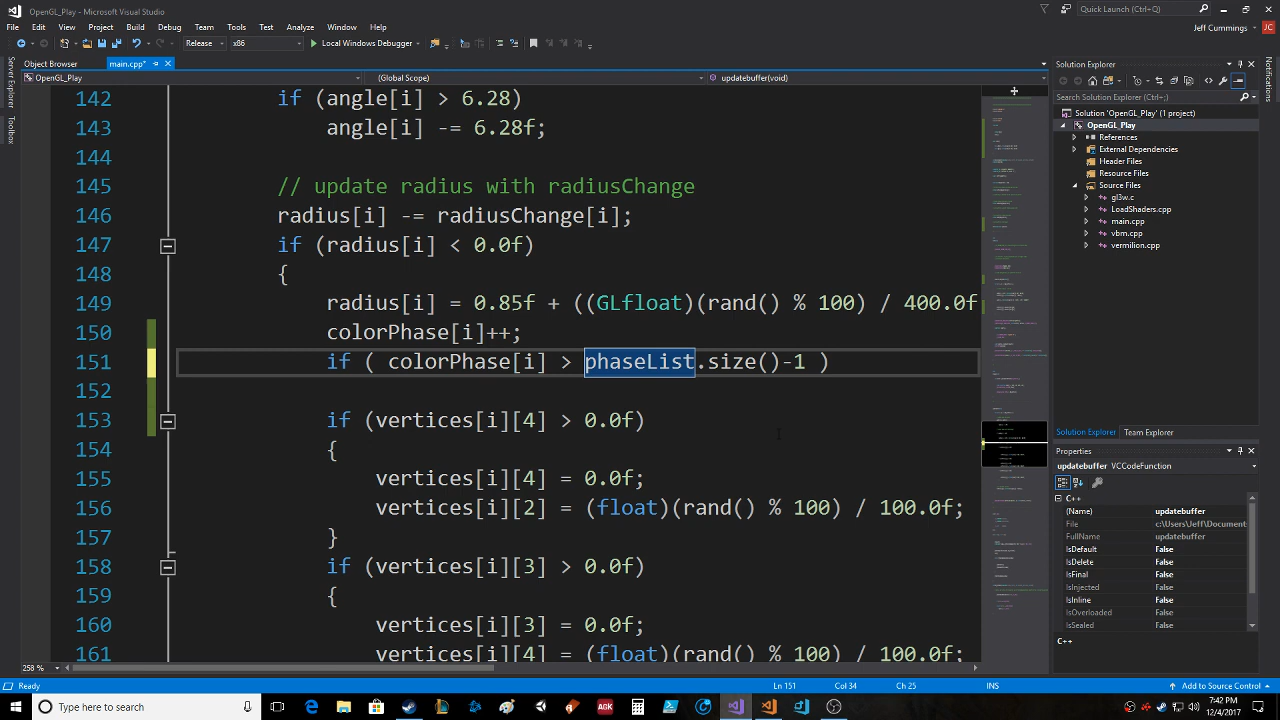 OpenGL_Play - Microsoft Visual Studio
Quick Launch (Ctrl+Q)
File Edit View Project Build Debug Team Tools Test Analyze Window Help
Jeff Cummings JC
Release x86 Local Windows Debugger
Server Explorer
Toolbox
Object Browser main.cpp*
OpenGL_Play (Global Scope) updatebuffer(void)
142 if (angle[i] > 6.28)
143 angle[i] -= 6.28f;
144
145 // update radius with radiusChange
146 radius[i] -= radiusChange[i];
147 if (radius[i] < 0.0f)
148 {
149 radius[i] = 0.85f + ((GLfloat)(rand() % 100) / 400.0f
150 colorPhase[i]++;
151 if ( colorPhase[i]   phaseList.size()-1 )
152
153 if (vertices[i][4] > 0.0f)
154 {
155 vertices[i][4] = 0.0f;
156 vertices[i][2] = (float)(rand() % 100) / 100.0f;
157 }
158 if (vertices[i][3] > 0.0f)
159 {
160 vertices[i][3] = 0.0f;
161 vertices[i][4] = (float)(rand() % 100) / 100.0f;
258 %
Solution Explorer
Search Solution Explorer (Ctrl+;)
Solution "OpenGL_Play" (1 project)
OpenGL_Play
References
External Dependencies
Header Files
Source Files
gl3w.c
LoadShaders.cpp
main.cpp
vbm.cpp
vermilion.cpp
Solution Explorer Team Explorer
Properties
updatebuffer VCCodeFunction
C++
(Name) updatebuffer
File c:\Users\Jeff\Document
FullName updatebuffer
IsDefault False
IsDelete False
IsFinal False
IsInjected False
IsInline False
IsOverloaded False
IsSealed False
C++
Notifications
Ready Ln 151 Col 34 Ch 25 INS Add to Source Control
Type here to search
AGK
7:42 PM
12/4/2017